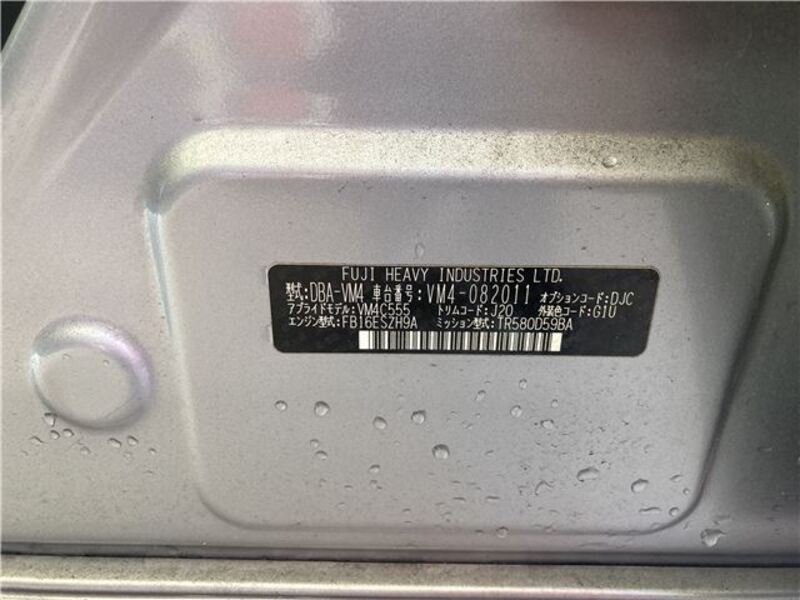 FUJI HEAVY INDUSTRIES LTD.
型式:DBA-VM4 車台番号:VM4-082011 オプションコード:DJC
アプライドモデル:VM4C555 トリムコード:J20 外装色コード:G1U
エンジン型式:FB16ESZH9A ミッション型式:TR580D59BA